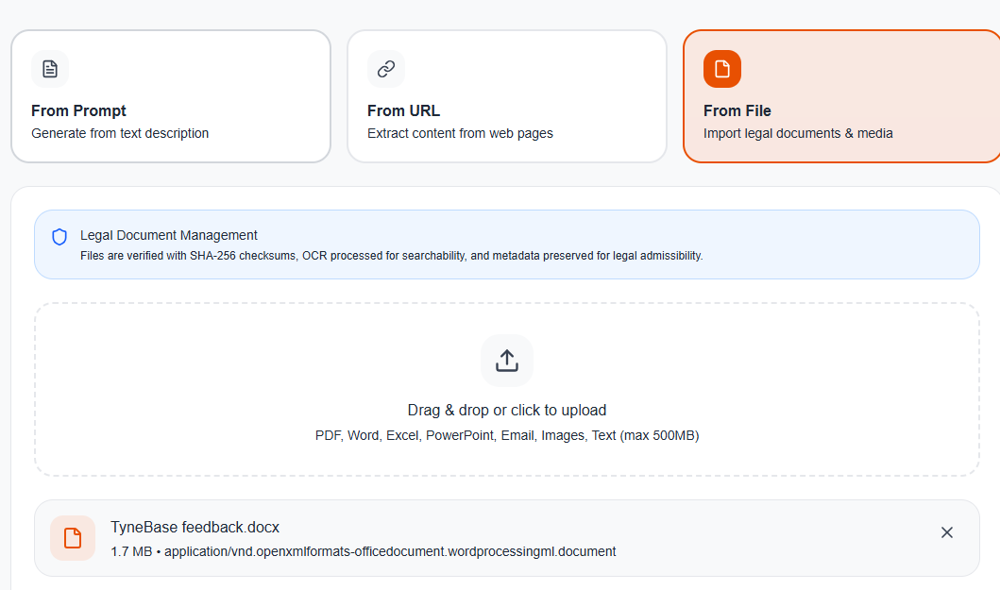 From Prompt
Generate from text description
From URL
Extract content from web pages
From File
Import legal documents & media
Legal Document Management
Files are verified with SHA-256 checksums, OCR processed for searchability, and metadata preserved for legal admissibility.
Drag & drop or click to upload
PDF, Word, Excel, PowerPoint, Email, Images, Text (max 500MB)
TyneBase feedback.docx
1.7 MB • application/vnd.openxmlformats-officedocument.wordprocessingml.document